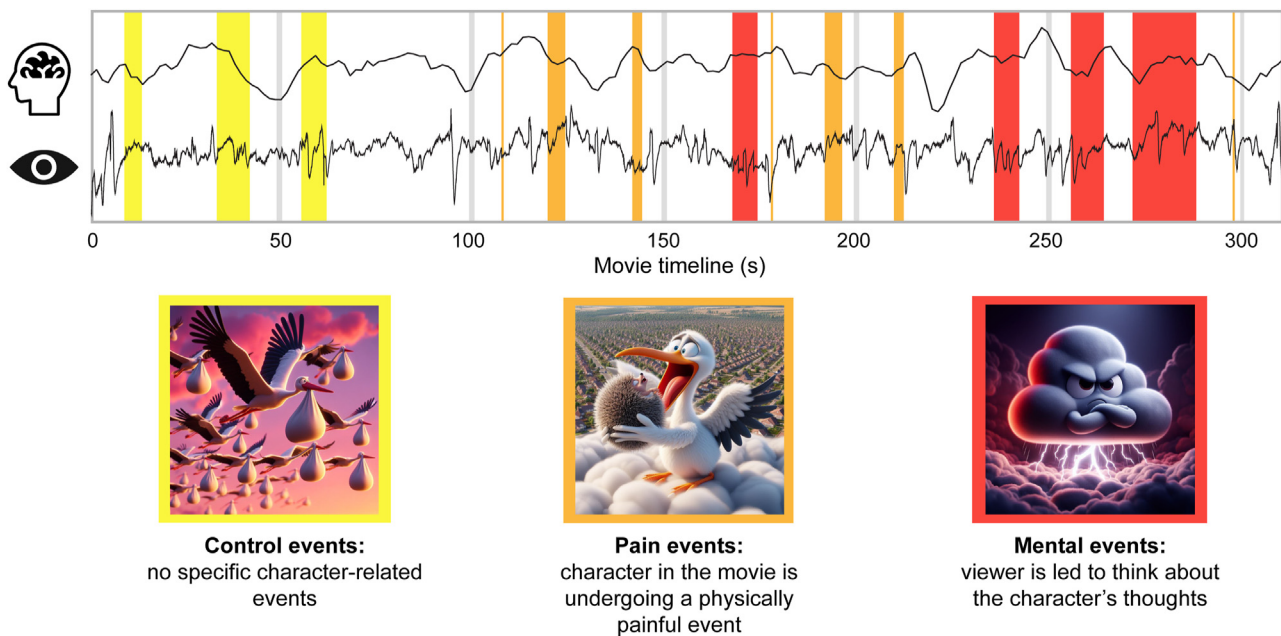 0 50 100 150 200 250 300
Movie timeline (s)
Control events:
no specific character-related
events
Pain events:
character in the movie is
undergoing a physically
painful event
Mental events:
viewer is led to think about
the character's thoughts